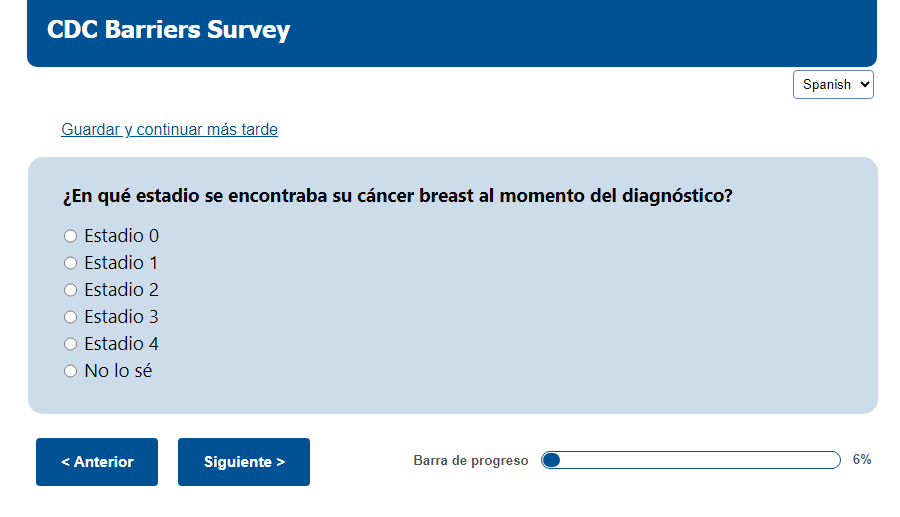 CDC Barriers Survey
Spanish
Guardar y continuar más tarde
¿En qué estadio se encontraba su cáncer breast al momento del diagnóstico?
Estadio 0
Estadio 1
Estadio 2
Estadio 3
Estadio 4
No lo sé
< Anterior
Siguiente >
Barra de progreso
6%